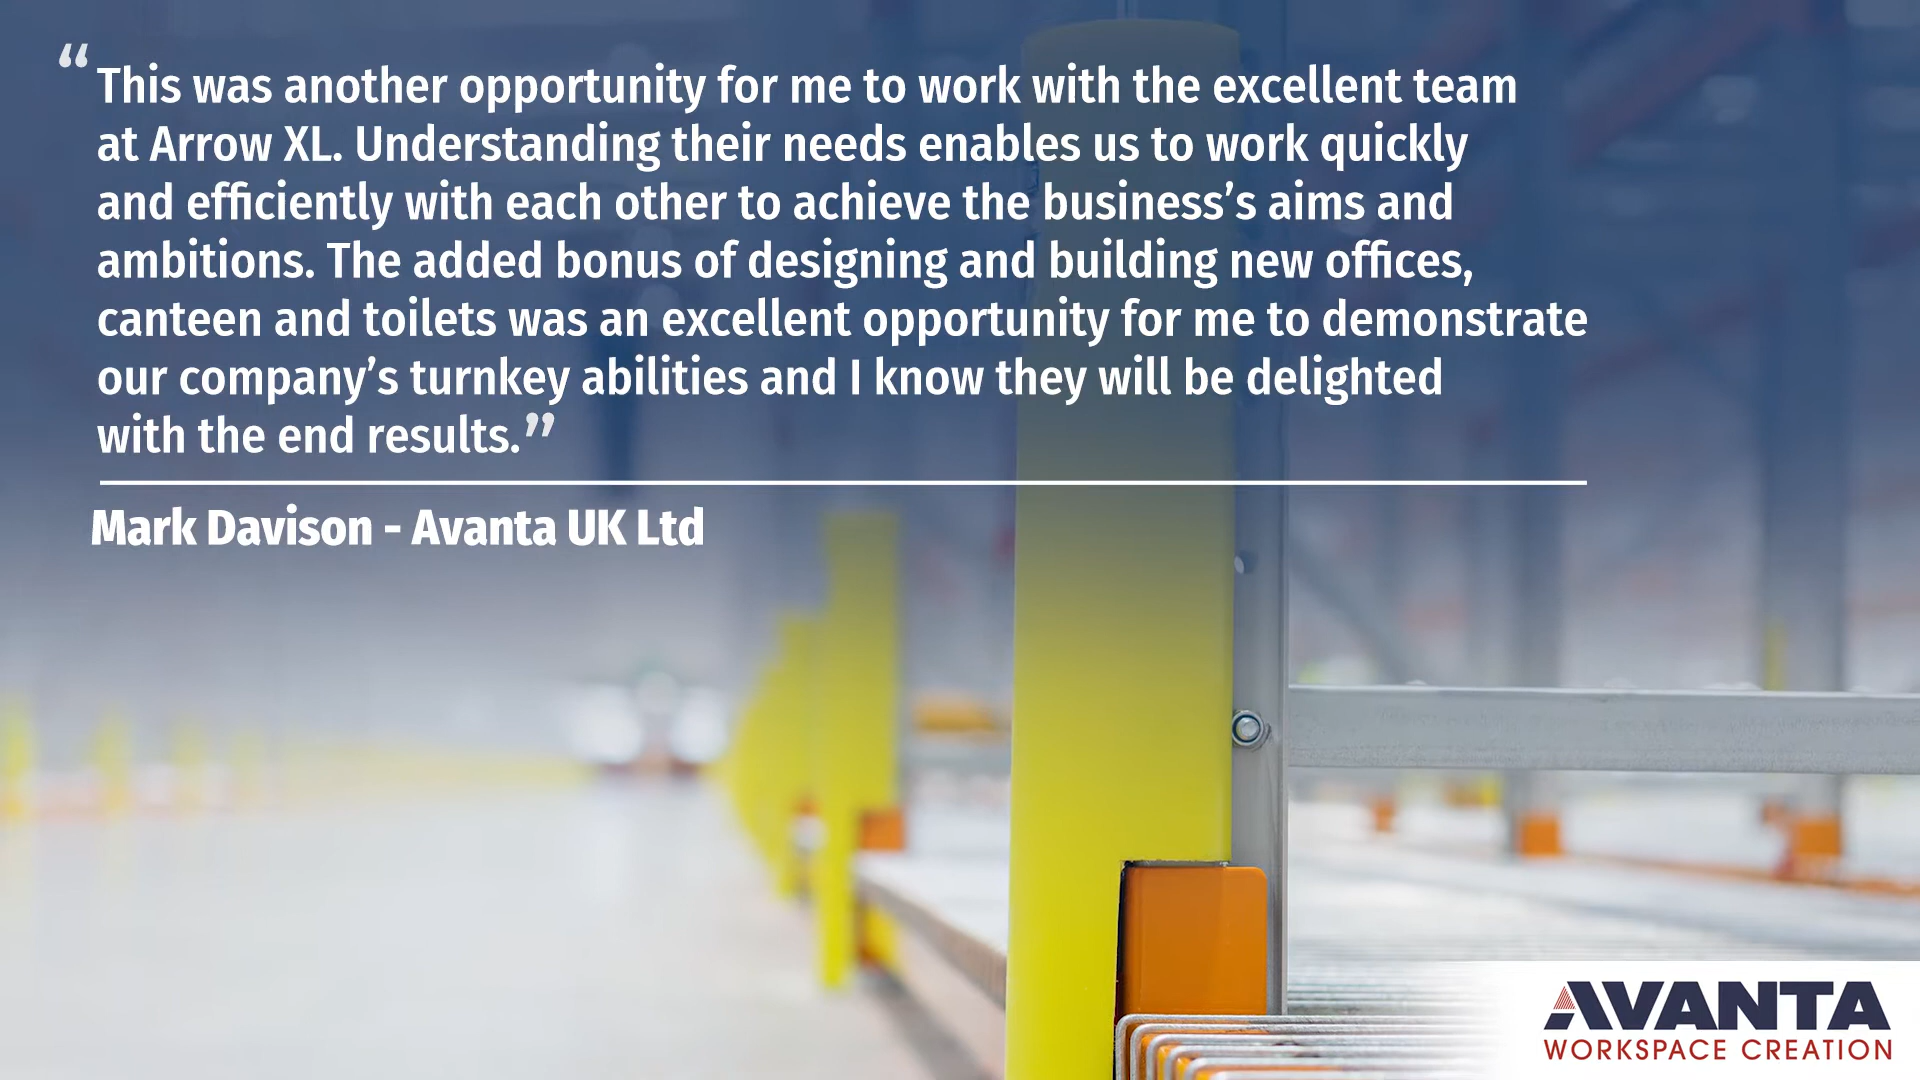 “This was another opportunity for me to work with the excellent team
at Arrow XL. Understanding their needs enables us to work quickly
and efficiently with each other to achieve the business’s aims and
ambitions. The added bonus of designing and building new offices,
canteen and toilets was an excellent opportunity for me to demonstrate
our company’s turnkey abilities and I know they will be delighted
with the end results.”
Mark Davison - Avanta UK Ltd
AVANTA
WORKSPACE CREATION